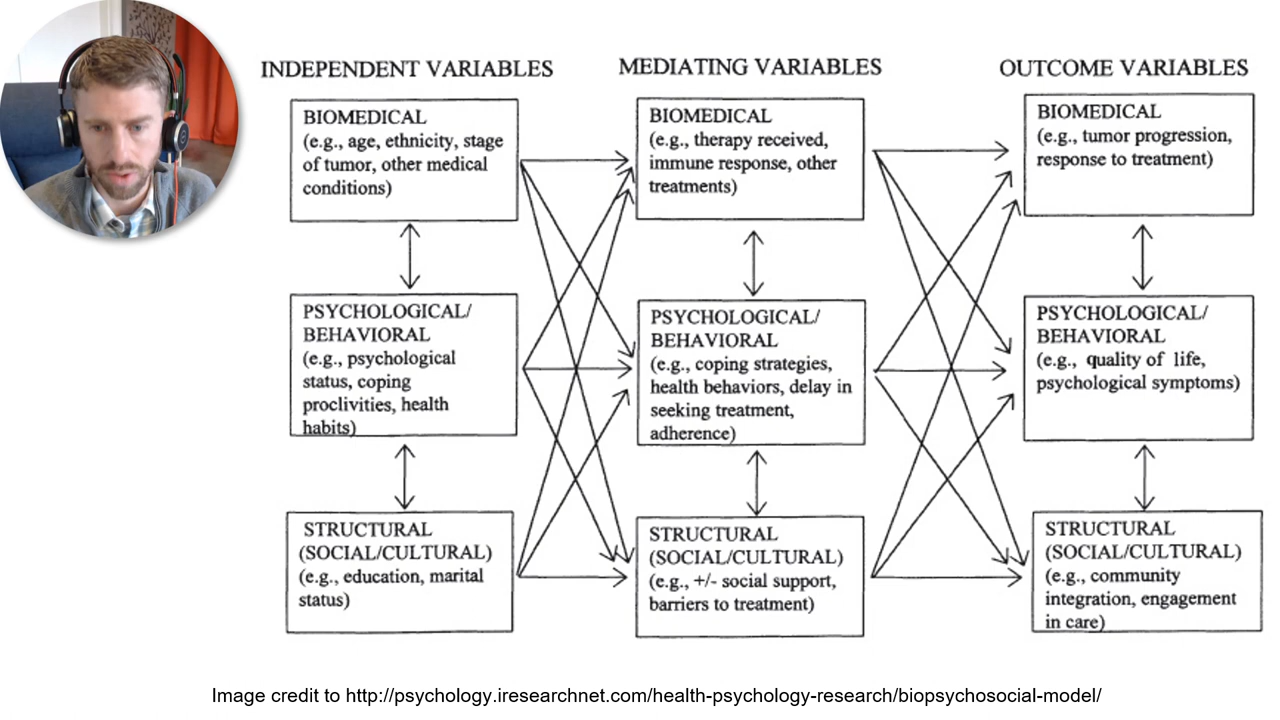 INDEPENDENT VARIABLES
BIOMEDICAL
(e.g., age, ethnicity, stage
of tumor, other medical
conditions)
PSYCHOLOGICAL/
BEHAVIORAL
(e.g., psychological
status, coping
proclivities, health
habits)
STRUCTURAL
(SOCIAL/CULTURAL)
(e.g., education, marital
status)
MEDIATING VARIABLES
BIOMEDICAL
(e.g., therapy received,
immune response, other
treatments)
PSYCHOLOGICAL/
BEHAVIORAL
(e.g., coping strategies,
health behaviors, delay in
seeking treatment,
adherence)
STRUCTURAL
(SOCIAL/CULTURAL)
(e.g., +/- social support,
barriers to treatment)
OUTCOME VARIABLES
BIOMEDICAL
(e.g., tumor progression,
response to treatment)
PSYCHOLOGICAL/
BEHAVIORAL
(e.g., quality of life,
psychological symptoms)
STRUCTURAL
(SOCIAL/CULTURAL)
(e.g., community
integration, engagement
in care)
Image credit to http://psychology.iresearchnet.com/health-psychology-research/biopsychosocial-model/